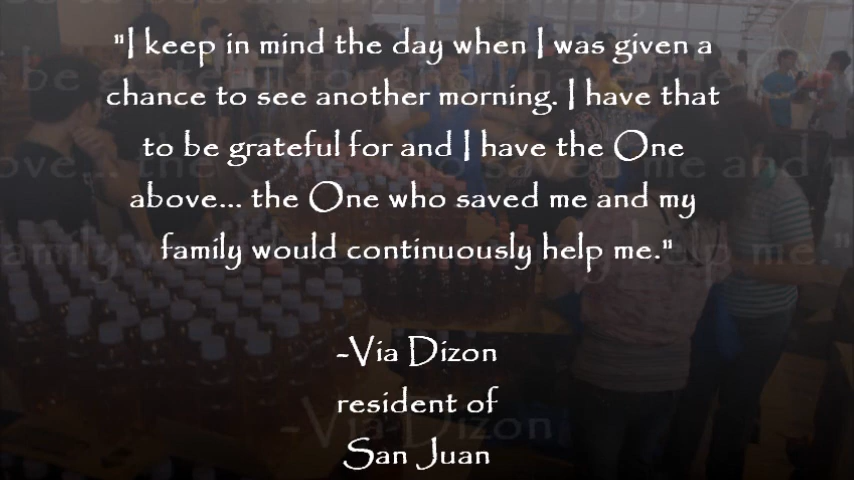 "I keep in mind the day when I was given a
chance to see another morning. I have that
to be grateful for and I have the One
above... the One who saved me and my
family would continuously help me."
-Via Dizon
resident of
San Juan